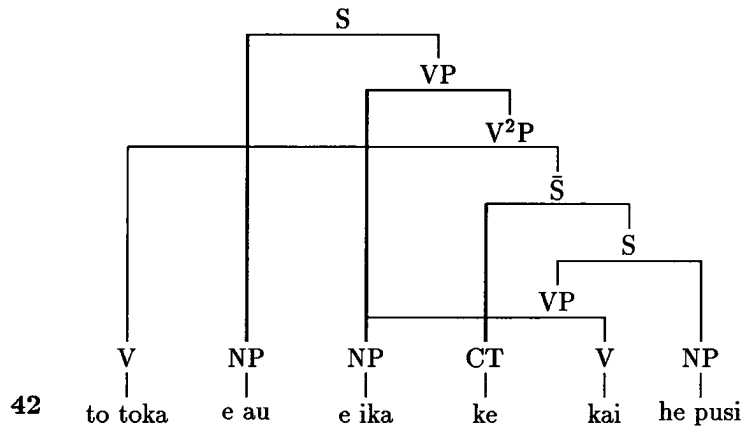 S
VP
V²P
S̄
S
VP
V NP NP CT V NP
42 to toka e au e ika ke kai he pusi